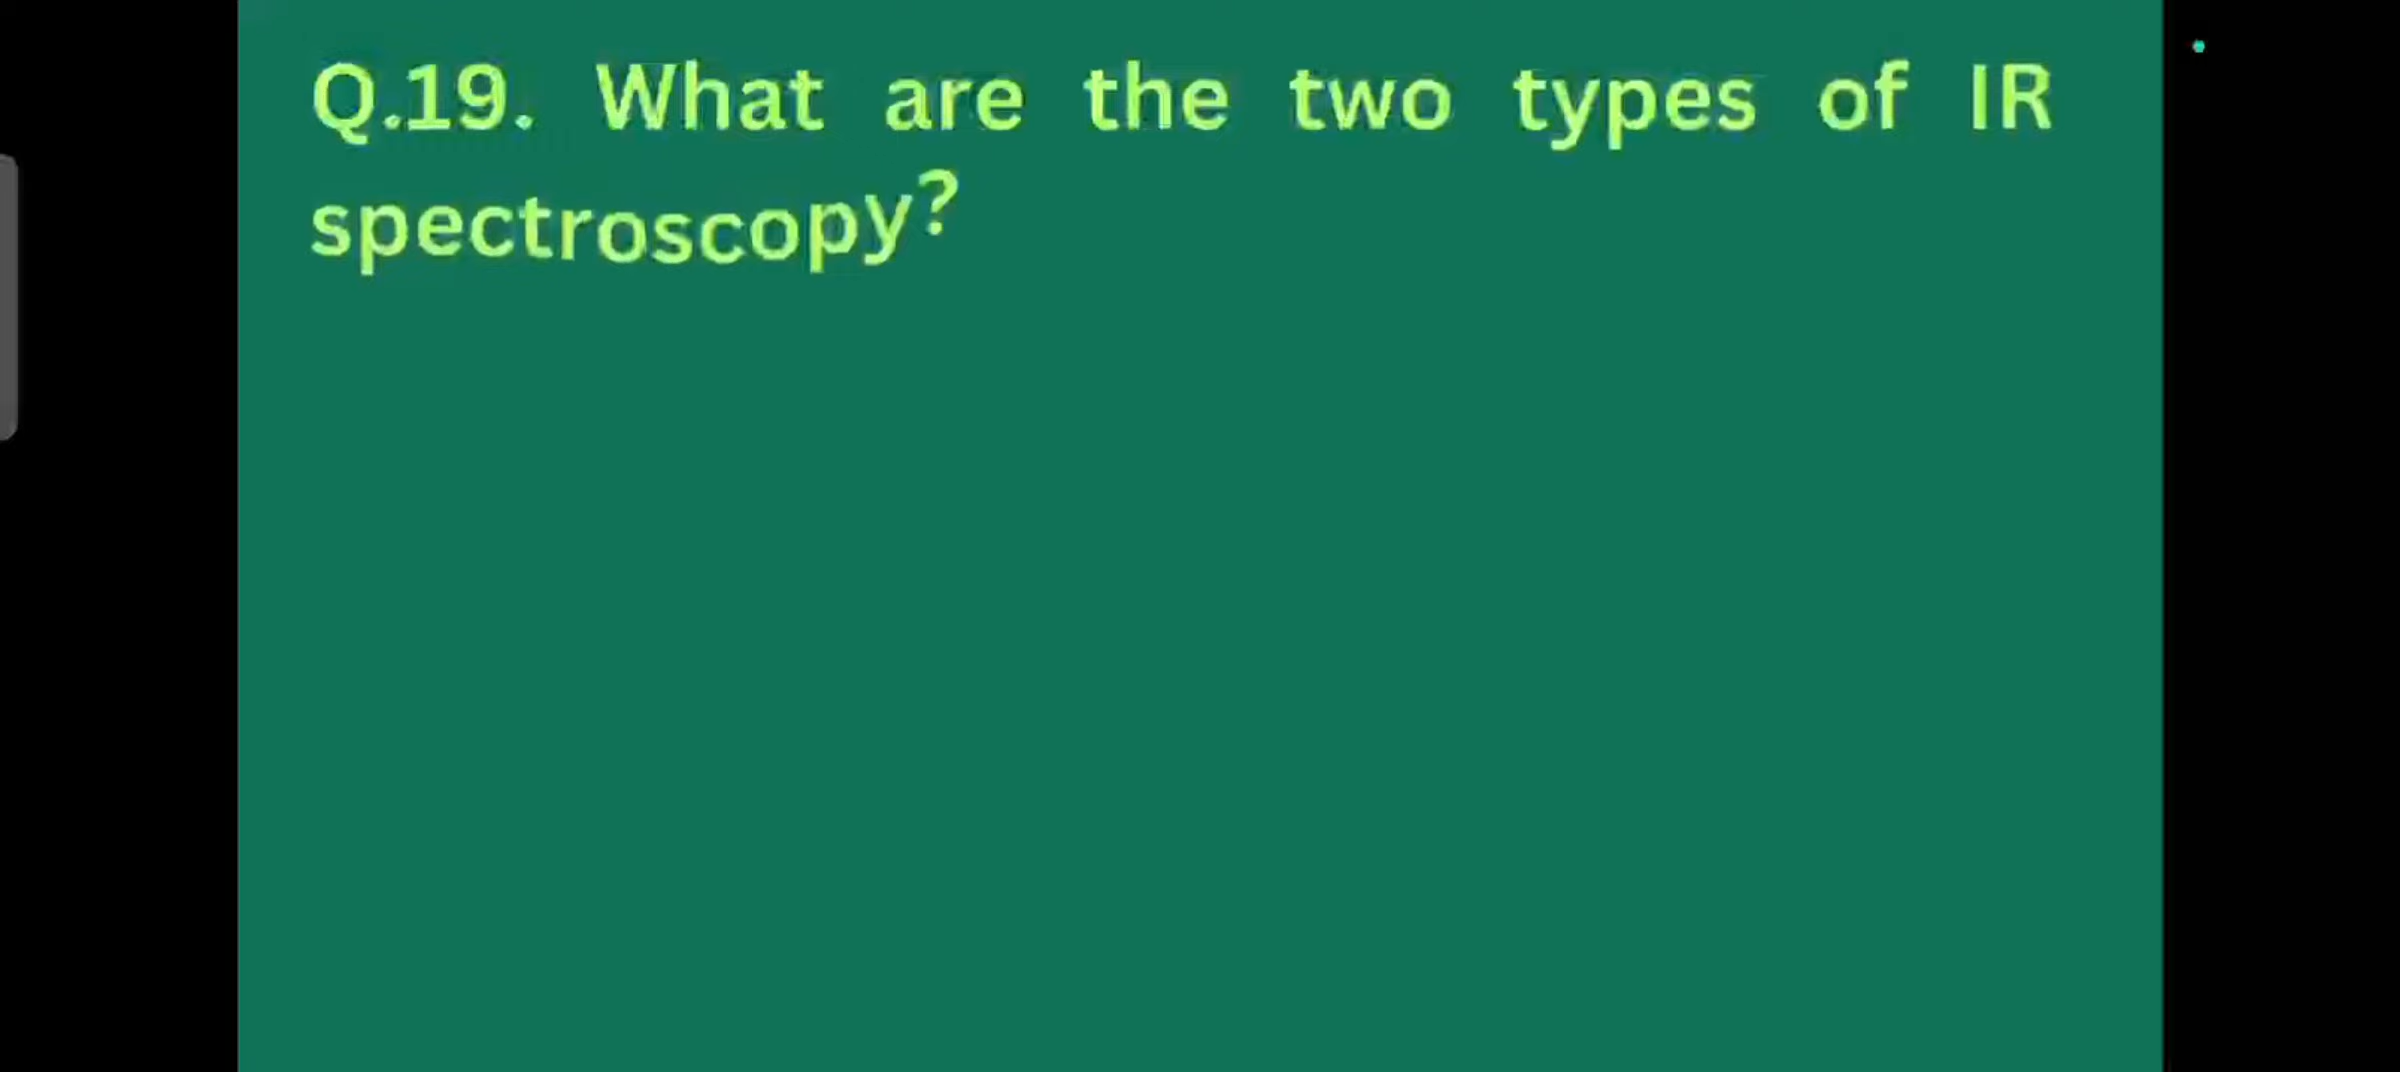 Q.19. What are the two types of IR
spectroscopy?